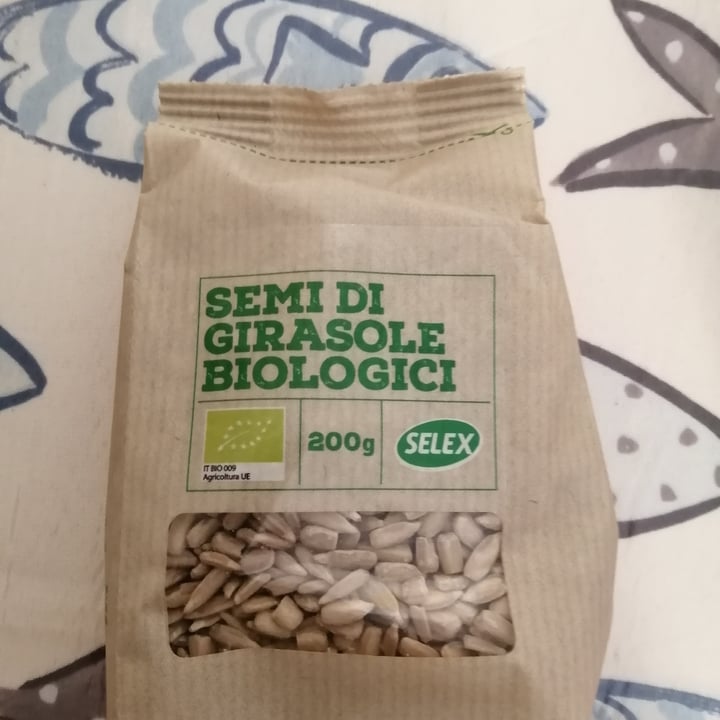 SEMI DI
GIRASOLE
BIOLOGICI
IT BIO 009
Agricoltura UE
200g
SELEX